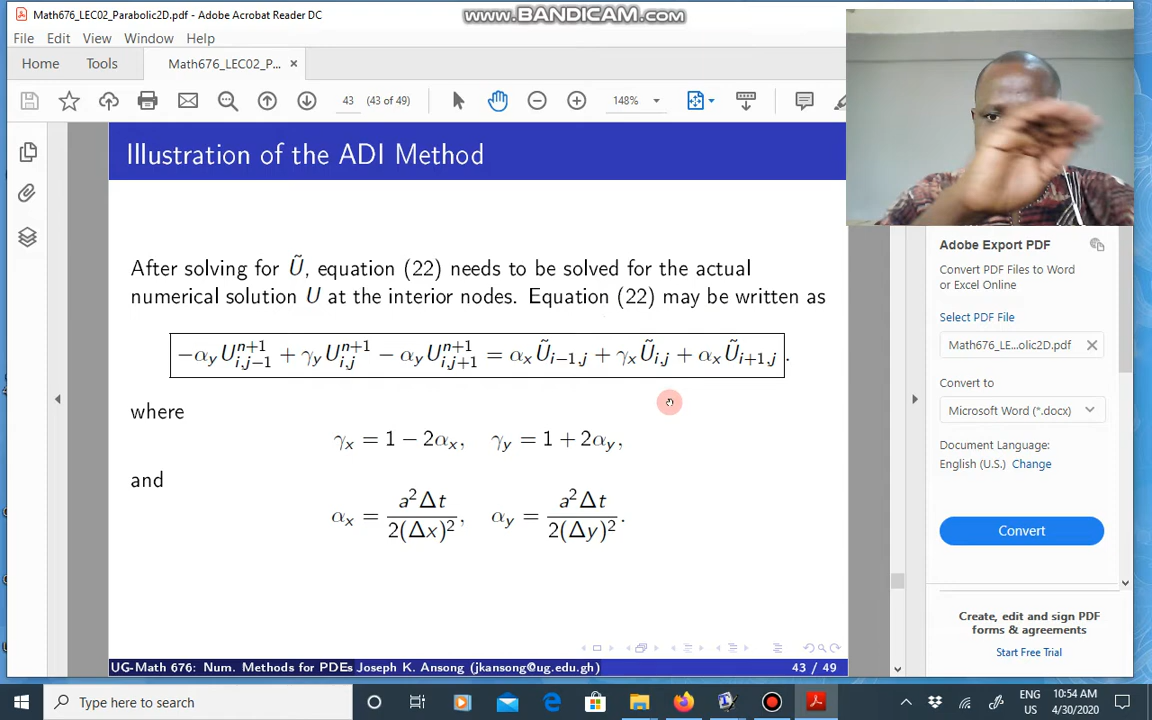 Math676_LEC02_Parabolic2D.pdf - Adobe Acrobat Reader DC
www.BANDICAM.com
File Edit View Window Help
Home Tools Math676_LEC02_P... ×
43 (43 of 49) 148%
Illustration of the ADI Method
After solving for Ũ, equation (22) needs to be solved for the actual
numerical solution U at the interior nodes. Equation (22) may be written as
−α_y U^{n+1}_{i,j−1} + γ_y U^{n+1}_{i,j} − α_y U^{n+1}_{i,j+1} = α_x Ũ_{i−1,j} + γ_x Ũ_{i,j} + α_x Ũ_{i+1,j}.
where
γ_x = 1 − 2α_x, γ_y = 1 + 2α_y,
and
α_x = a²Δt / 2(Δx)², α_y = a²Δt / 2(Δy)².
UG-Math 676: Num. Methods for PDEs Joseph K. Ansong (jkansong@ug.edu.gh) 43 / 49
Adobe Export PDF
Convert PDF Files to Word
or Excel Online
Select PDF File
Math676_LE...olic2D.pdf
Convert to
Microsoft Word (*.docx)
Document Language:
English (U.S.) Change
Convert
Create, edit and sign PDF
forms & agreements
Start Free Trial
Type here to search
ENG
US
10:54 AM
4/30/2020